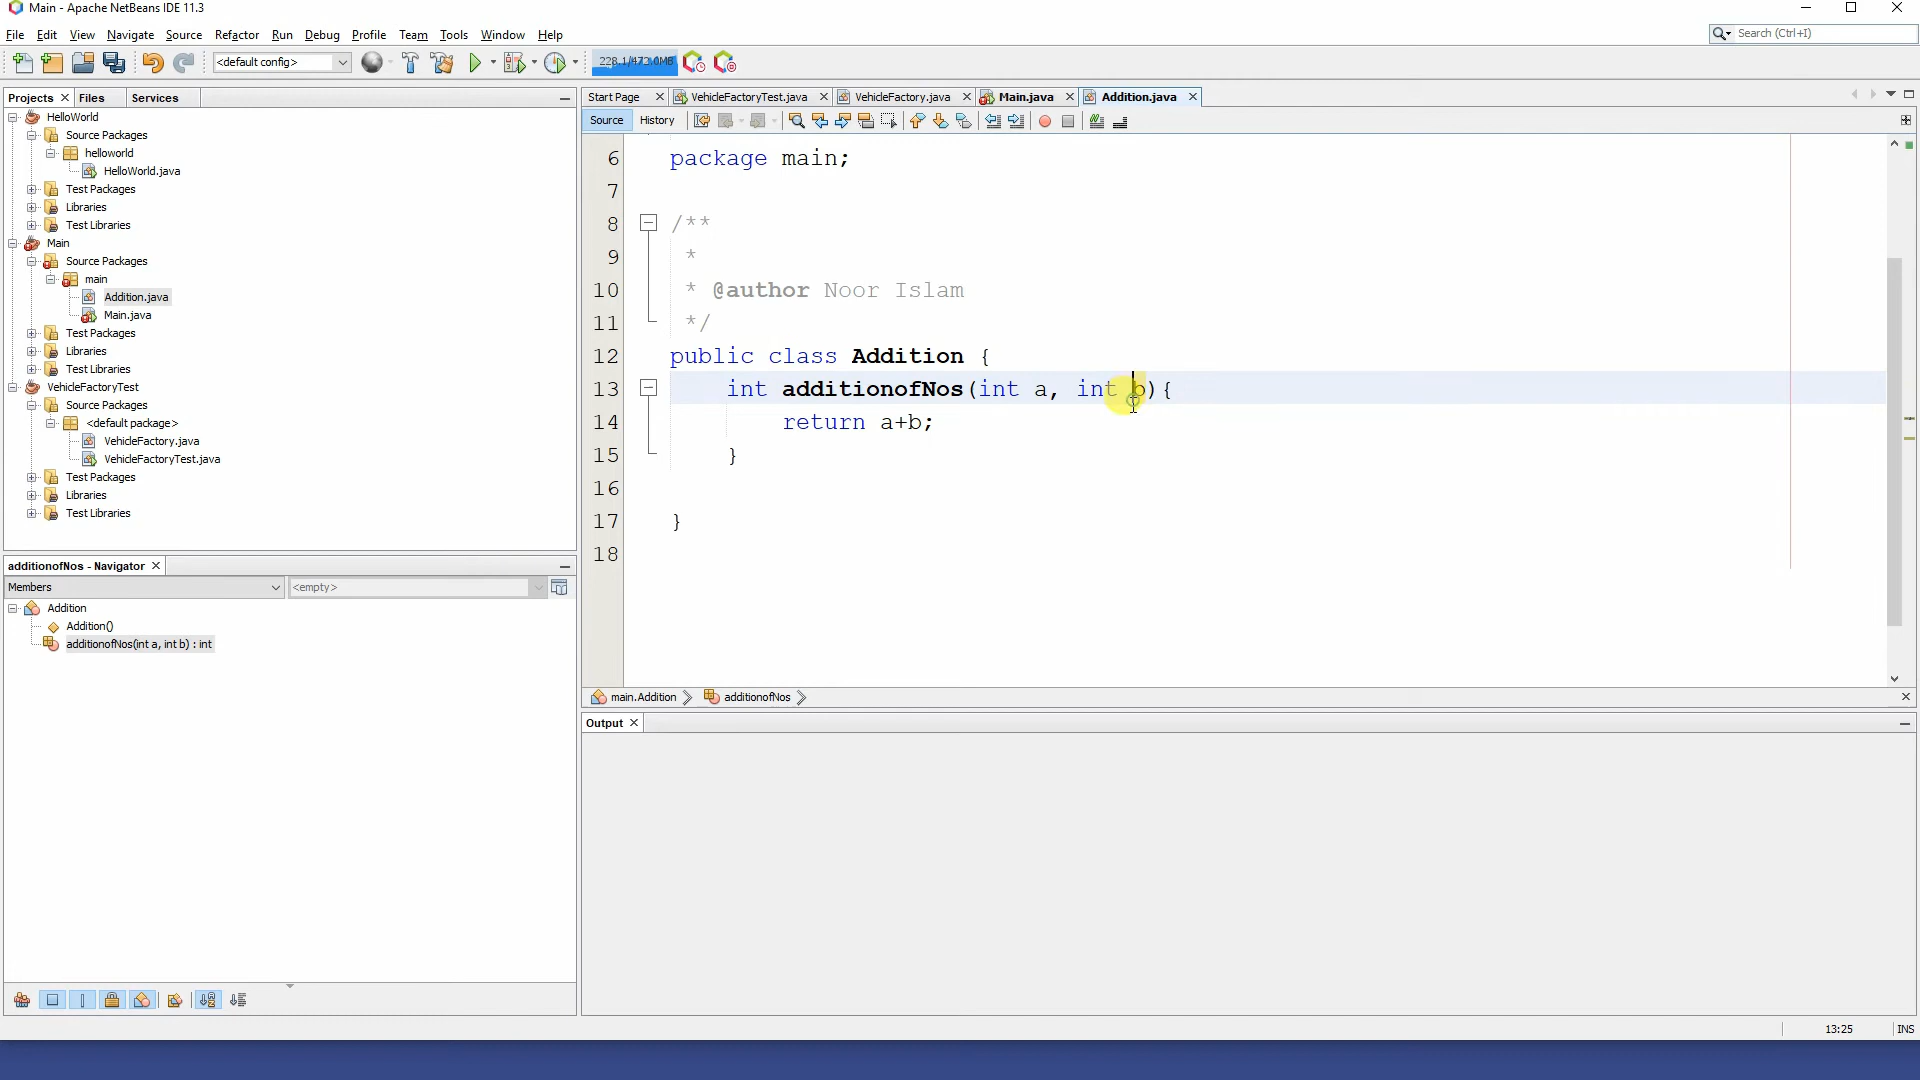 Main - Apache NetBeans IDE 11.3
File Edit View Navigate Source Refactor Run Debug Profile Team Tools Window Help
Search (Ctrl+I)
<default config>
228.1/473.0MB
Projects Files Services
HelloWorld
Source Packages
helloworld
HelloWorld.java
Test Packages
Libraries
Test Libraries
Main
Source Packages
main
Addition.java
Main.java
Test Packages
Libraries
Test Libraries
VehicleFactoryTest
Source Packages
<default package>
VehicleFactory.java
VehicleFactoryTest.java
Test Packages
Libraries
Test Libraries
additionofNos - Navigator
Members
<empty>
Addition
Addition()
additionofNos(int a, int b) : int
Start Page VehicleFactoryTest.java VehicleFactory.java Main.java Addition.java
Source History
6 package main;
7
8 /**
9 *
10 * @author Noor Islam
11 */
12 public class Addition {
13 int additionofNos(int a, int b){
14 return a+b;
15 }
16
17 }
18
main.Addition additionofNos
Output
13:25 INS